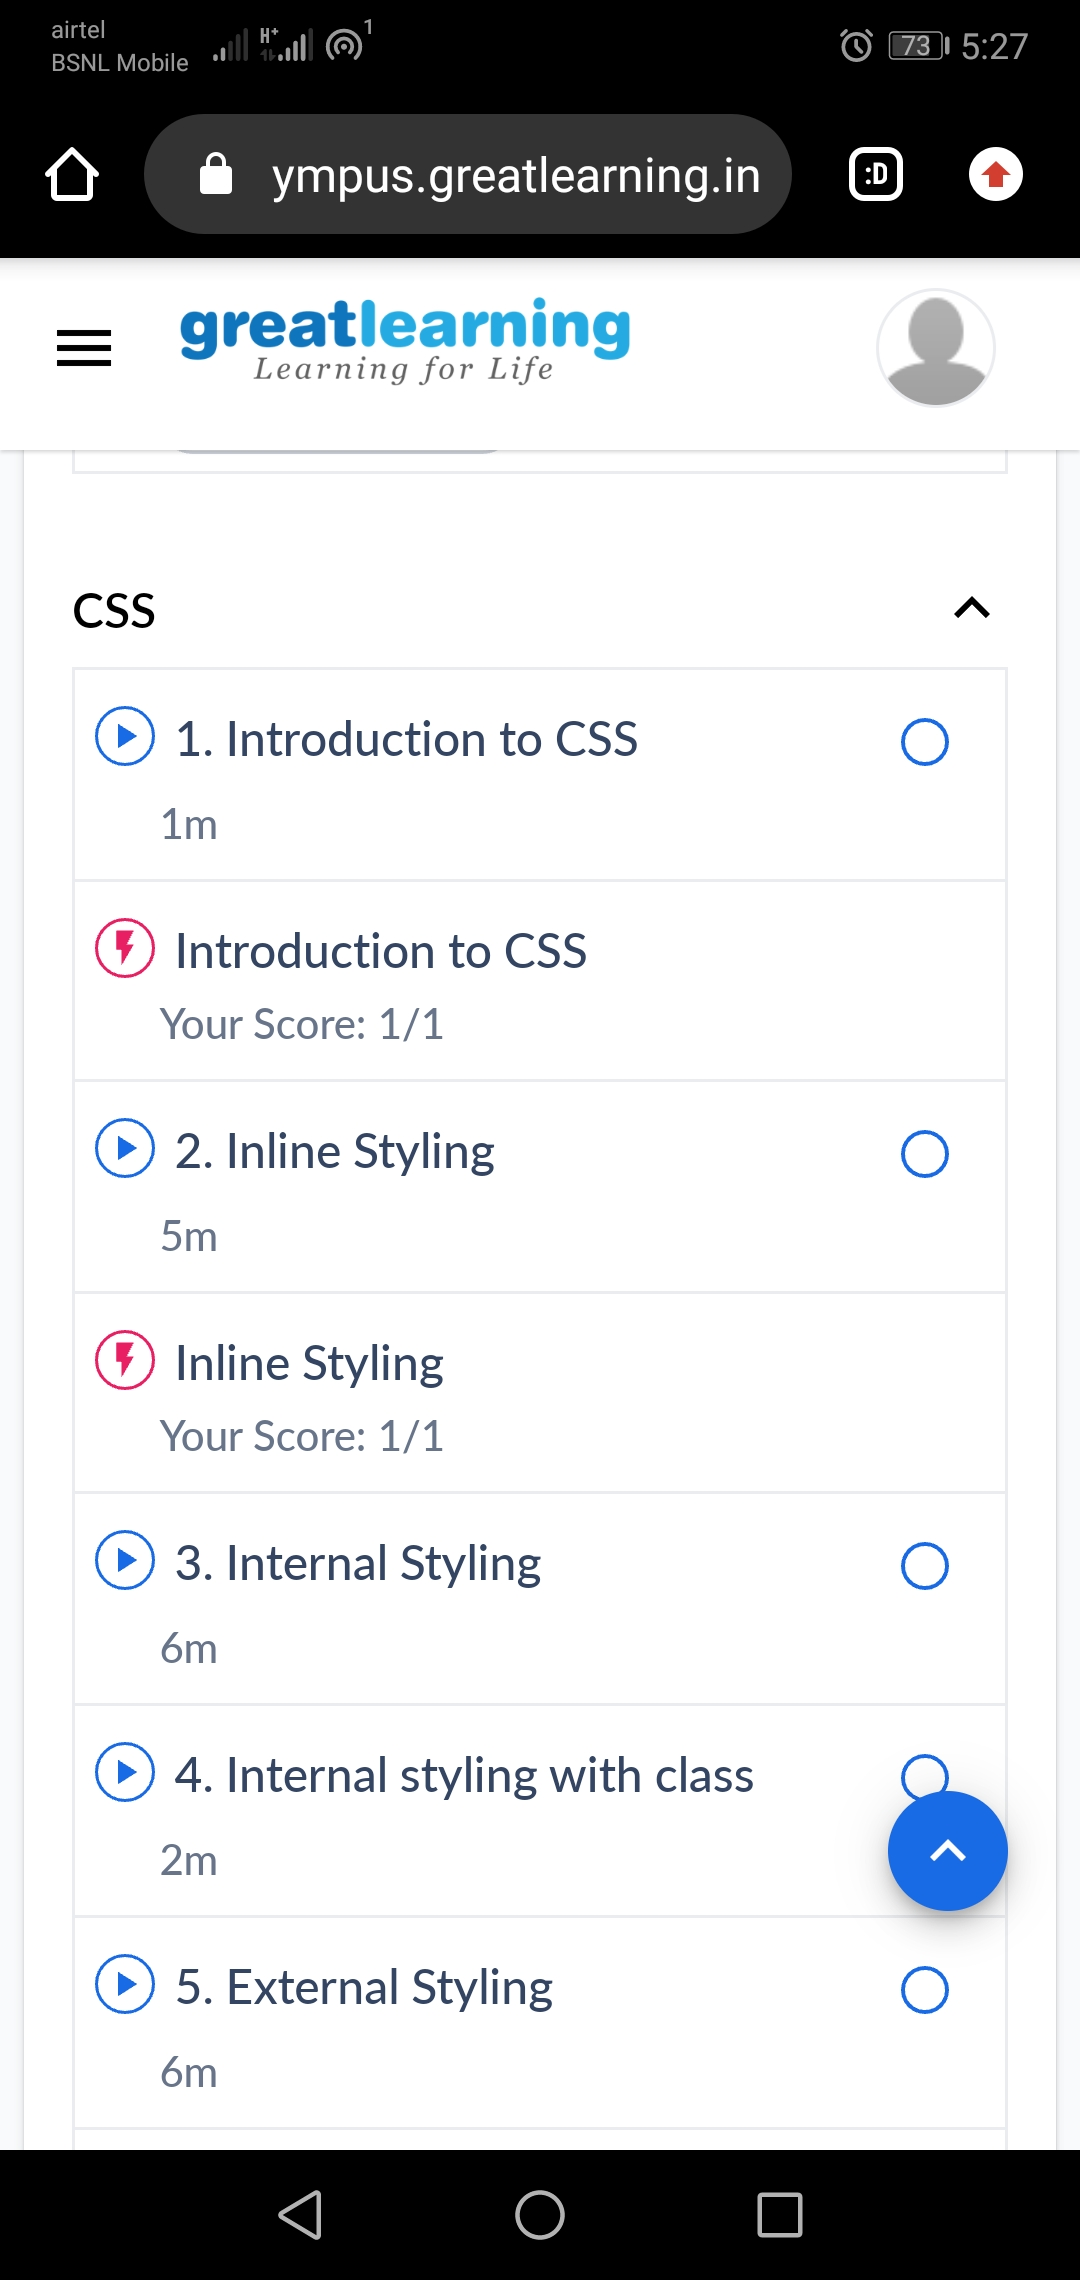 airtel
BSNL Mobile
H+
1
73
5:27
ympus.greatlearning.in
:D
greatlearning
Learning for Life
CSS
1. Introduction to CSS
1m
Introduction to CSS
Your Score: 1/1
2. Inline Styling
5m
Inline Styling
Your Score: 1/1
3. Internal Styling
6m
4. Internal styling with class
2m
5. External Styling
6m